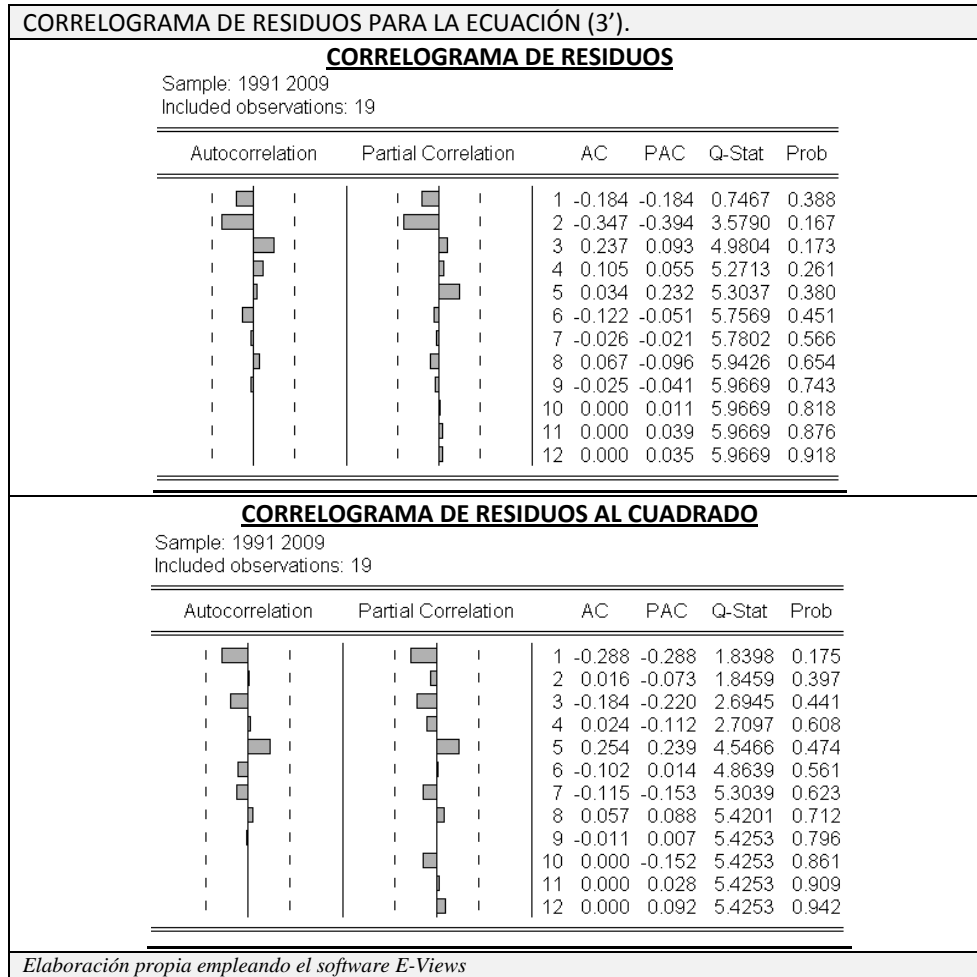 CORRELOGRAMA DE RESIDUOS PARA LA ECUACIÓN (3’).
CORRELOGRAMA DE RESIDUOS
Sample: 1991 2009
Included observations: 19
Autocorrelation Partial Correlation AC PAC Q-Stat Prob
1 -0.184 -0.184 0.7467 0.388
2 -0.347 -0.394 3.5790 0.167
3 0.237 0.093 4.9804 0.173
4 0.105 0.055 5.2713 0.261
5 0.034 0.232 5.3037 0.380
6 -0.122 -0.051 5.7569 0.451
7 -0.026 -0.021 5.7802 0.566
8 0.067 -0.096 5.9426 0.654
9 -0.025 -0.041 5.9669 0.743
10 0.000 0.011 5.9669 0.818
11 0.000 0.039 5.9669 0.876
12 0.000 0.035 5.9669 0.918
CORRELOGRAMA DE RESIDUOS AL CUADRADO
Sample: 1991 2009
Included observations: 19
Autocorrelation Partial Correlation AC PAC Q-Stat Prob
1 -0.288 -0.288 1.8398 0.175
2 0.016 -0.073 1.8459 0.397
3 -0.184 -0.220 2.6945 0.441
4 0.024 -0.112 2.7097 0.608
5 0.254 0.239 4.5466 0.474
6 -0.102 0.014 4.8639 0.561
7 -0.115 -0.153 5.3039 0.623
8 0.057 0.088 5.4201 0.712
9 -0.011 0.007 5.4253 0.796
10 0.000 -0.152 5.4253 0.861
11 0.000 0.028 5.4253 0.909
12 0.000 0.092 5.4253 0.942
Elaboración propia empleando el software E-Views